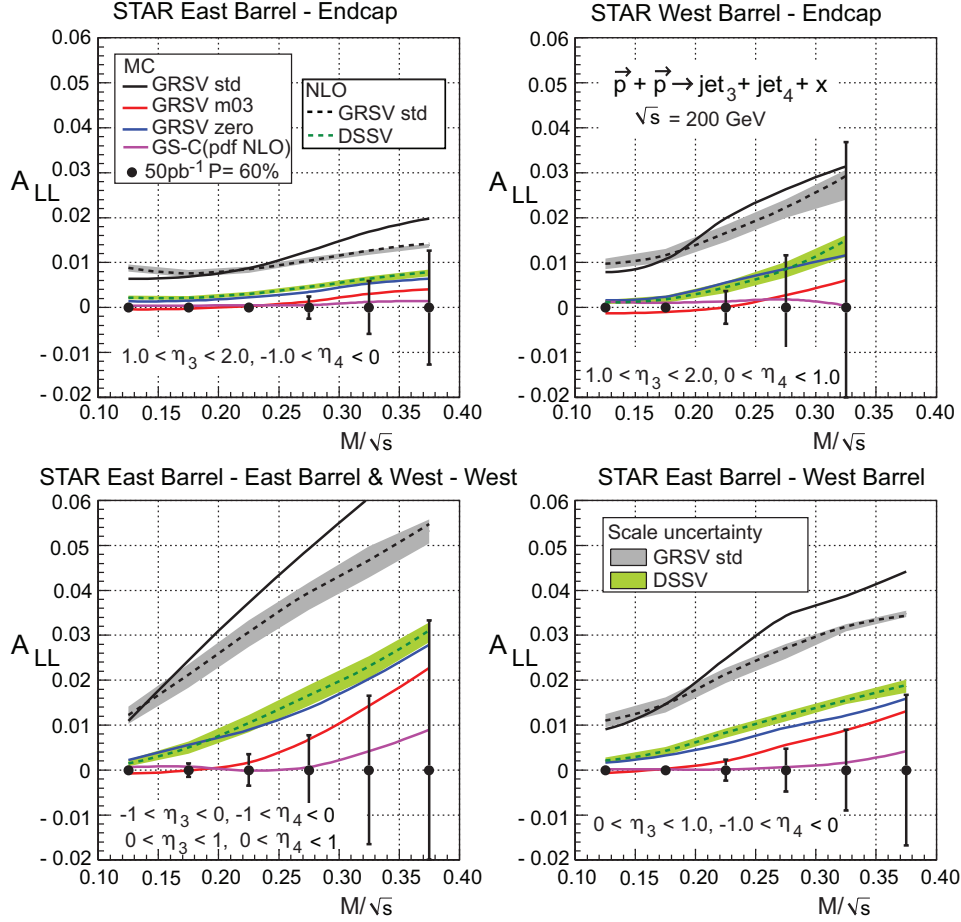 STAR East Barrel - Endcap
0.06
0.05
0.04
0.03
0.02
0.01
0
- 0.01
- 0.02
A LL
MC
GRSV std
GRSV m03
GRSV zero
GS-C(pdf NLO)
50pb-1 P= 60%
NLO
GRSV std
DSSV
1.0 < η3 < 2.0, -1.0 < η4 < 0
0.10 0.15 0.20 0.25 0.30 0.35 0.40
M/√s
STAR West Barrel - Endcap
0.06
0.05
0.04
0.03
0.02
0.01
0
- 0.01
- 0.02
A LL
p + p → jet3 + jet4 + x
√s = 200 GeV
1.0 < η3 < 2.0, 0 < η4 < 1.0
0.10 0.15 0.20 0.25 0.30 0.35 0.40
M/√s
STAR East Barrel - East Barrel & West - West
0.06
0.05
0.04
0.03
0.02
0.01
0
- 0.01
- 0.02
A LL
-1 < η3 < 0, -1 < η4 < 0
0 < η3 < 1, 0 < η4 < 1
0.10 0.15 0.20 0.25 0.30 0.35 0.40
M/√s
STAR East Barrel - West Barrel
0.06
0.05
0.04
0.03
0.02
0.01
0
- 0.01
- 0.02
A LL
Scale uncertainty
GRSV std
DSSV
0 < η3 < 1.0, -1.0 < η4 < 0
0.10 0.15 0.20 0.25 0.30 0.35 0.40
M/√s